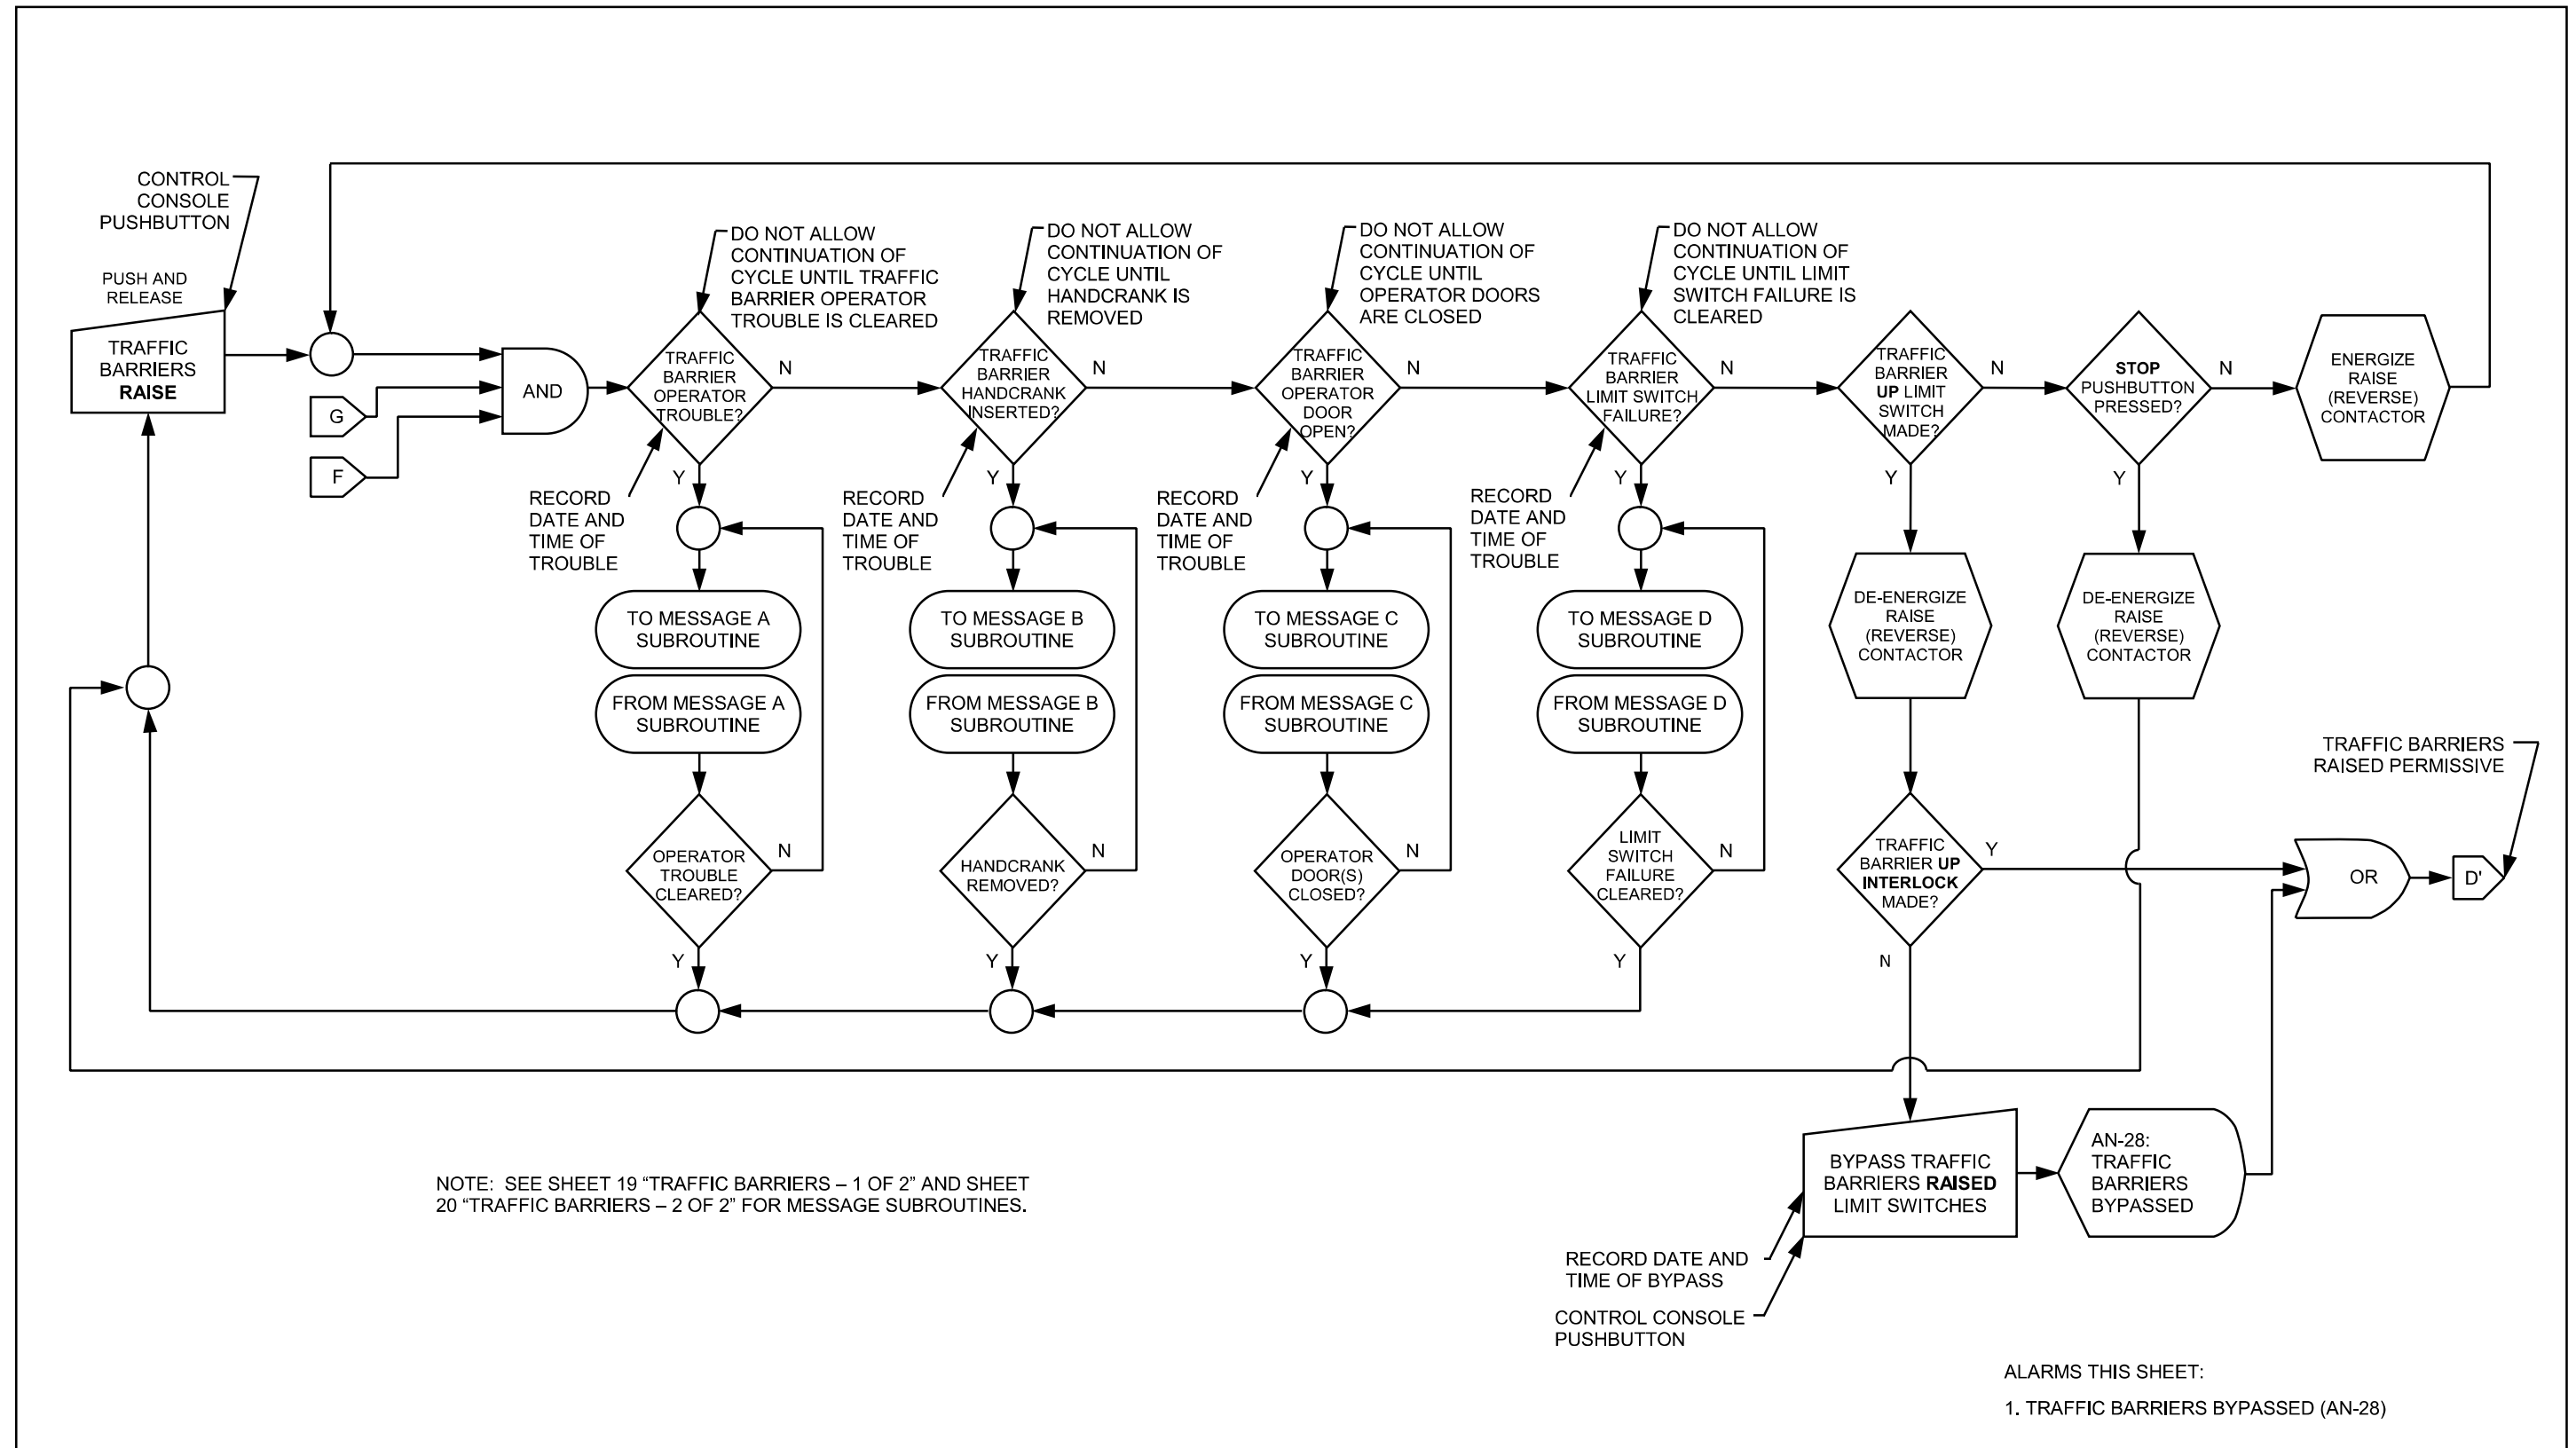 CONTROL
CONSOLE
PUSHBUTTON
PUSH AND
RELEASE
TRAFFIC
BARRIERS
RAISE
G
F
AND
DO NOT ALLOW
CONTINUATION OF
CYCLE UNTIL TRAFFIC
BARRIER OPERATOR
TROUBLE IS CLEARED
TRAFFIC
BARRIER
OPERATOR
TROUBLE?
N
Y
RECORD
DATE AND
TIME OF
TROUBLE
TO MESSAGE A
SUBROUTINE
FROM MESSAGE A
SUBROUTINE
OPERATOR
TROUBLE
CLEARED?
N
Y
DO NOT ALLOW
CONTINUATION OF
CYCLE UNTIL
HANDCRANK IS
REMOVED
TRAFFIC
BARRIER
HANDCRANK
INSERTED?
N
Y
RECORD
DATE AND
TIME OF
TROUBLE
TO MESSAGE B
SUBROUTINE
FROM MESSAGE B
SUBROUTINE
HANDCRANK
REMOVED?
N
Y
DO NOT ALLOW
CONTINUATION OF
CYCLE UNTIL
OPERATOR DOORS
ARE CLOSED
TRAFFIC
BARRIER
OPERATOR
DOOR
OPEN?
N
Y
RECORD
DATE AND
TIME OF
TROUBLE
TO MESSAGE C
SUBROUTINE
FROM MESSAGE C
SUBROUTINE
OPERATOR
DOOR(S)
CLOSED?
N
Y
DO NOT ALLOW
CONTINUATION OF
CYCLE UNTIL LIMIT
SWITCH FAILURE IS
CLEARED
TRAFFIC
BARRIER
LIMIT SWITCH
FAILURE?
N
Y
RECORD
DATE AND
TIME OF
TROUBLE
TO MESSAGE D
SUBROUTINE
FROM MESSAGE D
SUBROUTINE
LIMIT
SWITCH
FAILURE
CLEARED?
N
Y
TRAFFIC
BARRIER
UP LIMIT
SWITCH
MADE?
N
Y
DE-ENERGIZE
RAISE
(REVERSE)
CONTACTOR
TRAFFIC
BARRIER UP
INTERLOCK
MADE?
Y
N
STOP
PUSHBUTTON
PRESSED?
N
Y
DE-ENERGIZE
RAISE
(REVERSE)
CONTACTOR
ENERGIZE
RAISE
(REVERSE)
CONTACTOR
TRAFFIC BARRIERS
RAISED PERMISSIVE
OR
D'
BYPASS TRAFFIC
BARRIERS RAISED
LIMIT SWITCHES
AN-28:
TRAFFIC
BARRIERS
BYPASSED
RECORD DATE AND
TIME OF BYPASS
CONTROL CONSOLE
PUSHBUTTON
NOTE: SEE SHEET 19 “TRAFFIC BARRIERS – 1 OF 2” AND SHEET
20 “TRAFFIC BARRIERS – 2 OF 2” FOR MESSAGE SUBROUTINES.
ALARMS THIS SHEET:
1. TRAFFIC BARRIERS BYPASSED (AN-28)